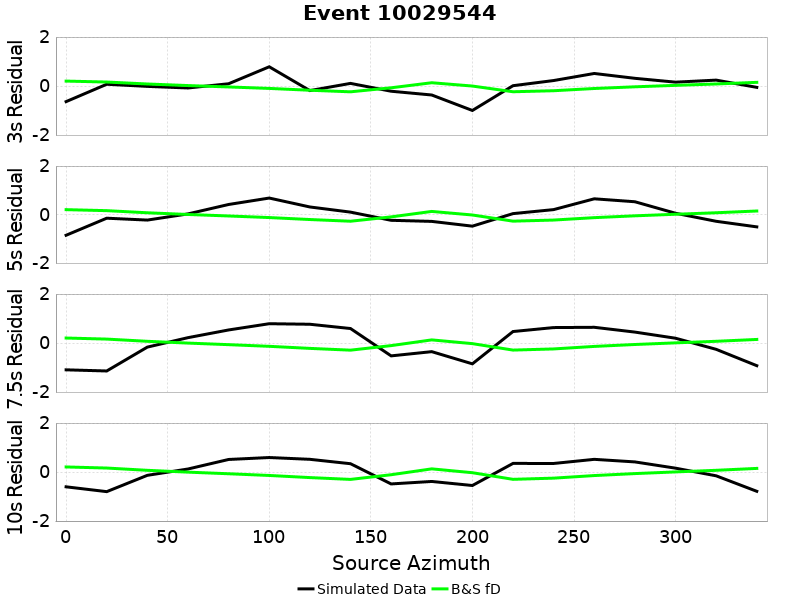 Event 10029544
3s Residual
2
0
-2
5s Residual
2
0
-2
7.5s Residual
2
0
-2
10s Residual
2
0
-2
0 50 100 150 200 250 300
Source Azimuth
Simulated Data B&S fD